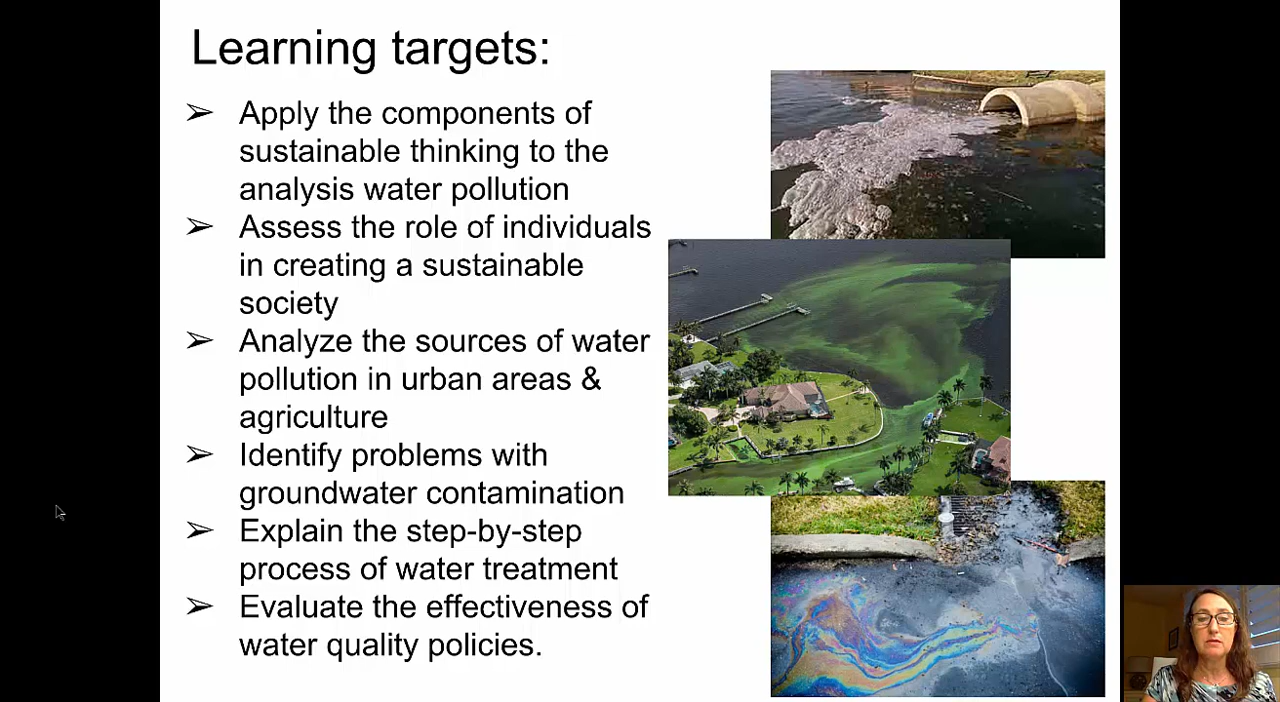 Learning targets:
➢ Apply the components of
sustainable thinking to the
analysis water pollution
➢ Assess the role of individuals
in creating a sustainable
society
➢ Analyze the sources of water
pollution in urban areas &
agriculture
➢ Identify problems with
groundwater contamination
➢ Explain the step-by-step
process of water treatment
➢ Evaluate the effectiveness of
water quality policies.